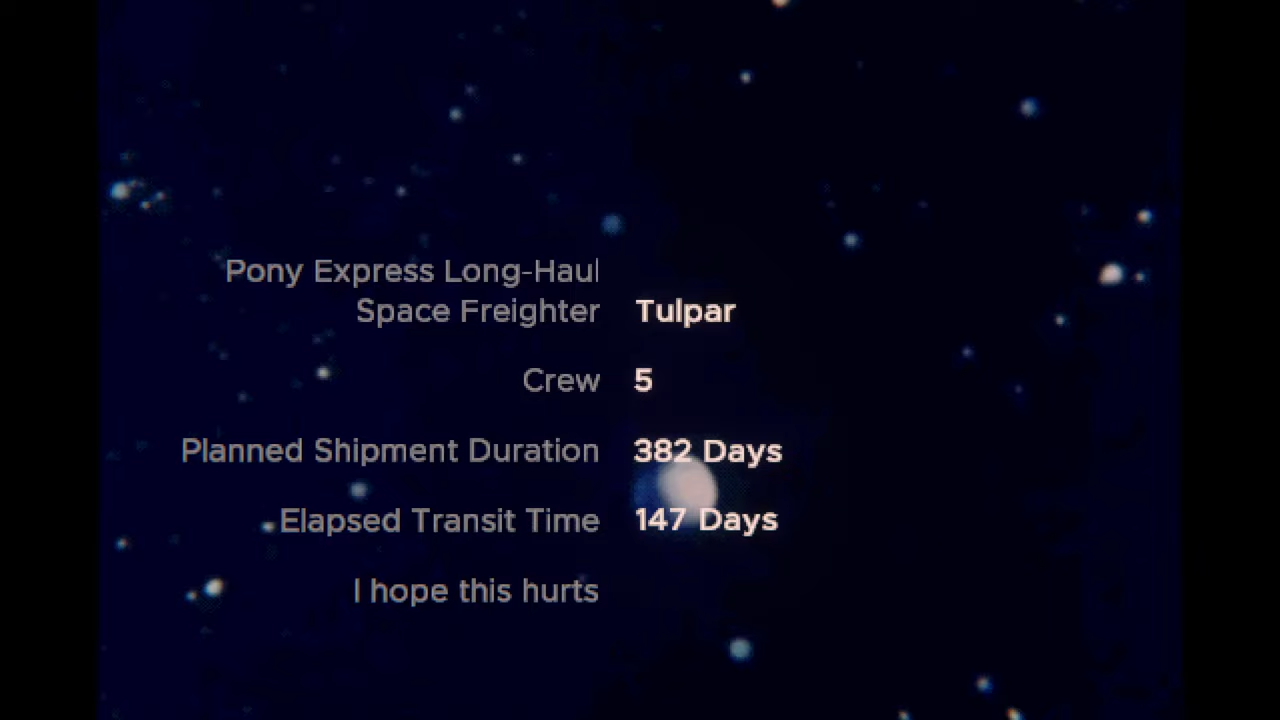 Pony Express Long-Haul
Space Freighter Tulpar
Crew 5
Planned Shipment Duration 382 Days
Elapsed Transit Time 147 Days
I hope this hurts